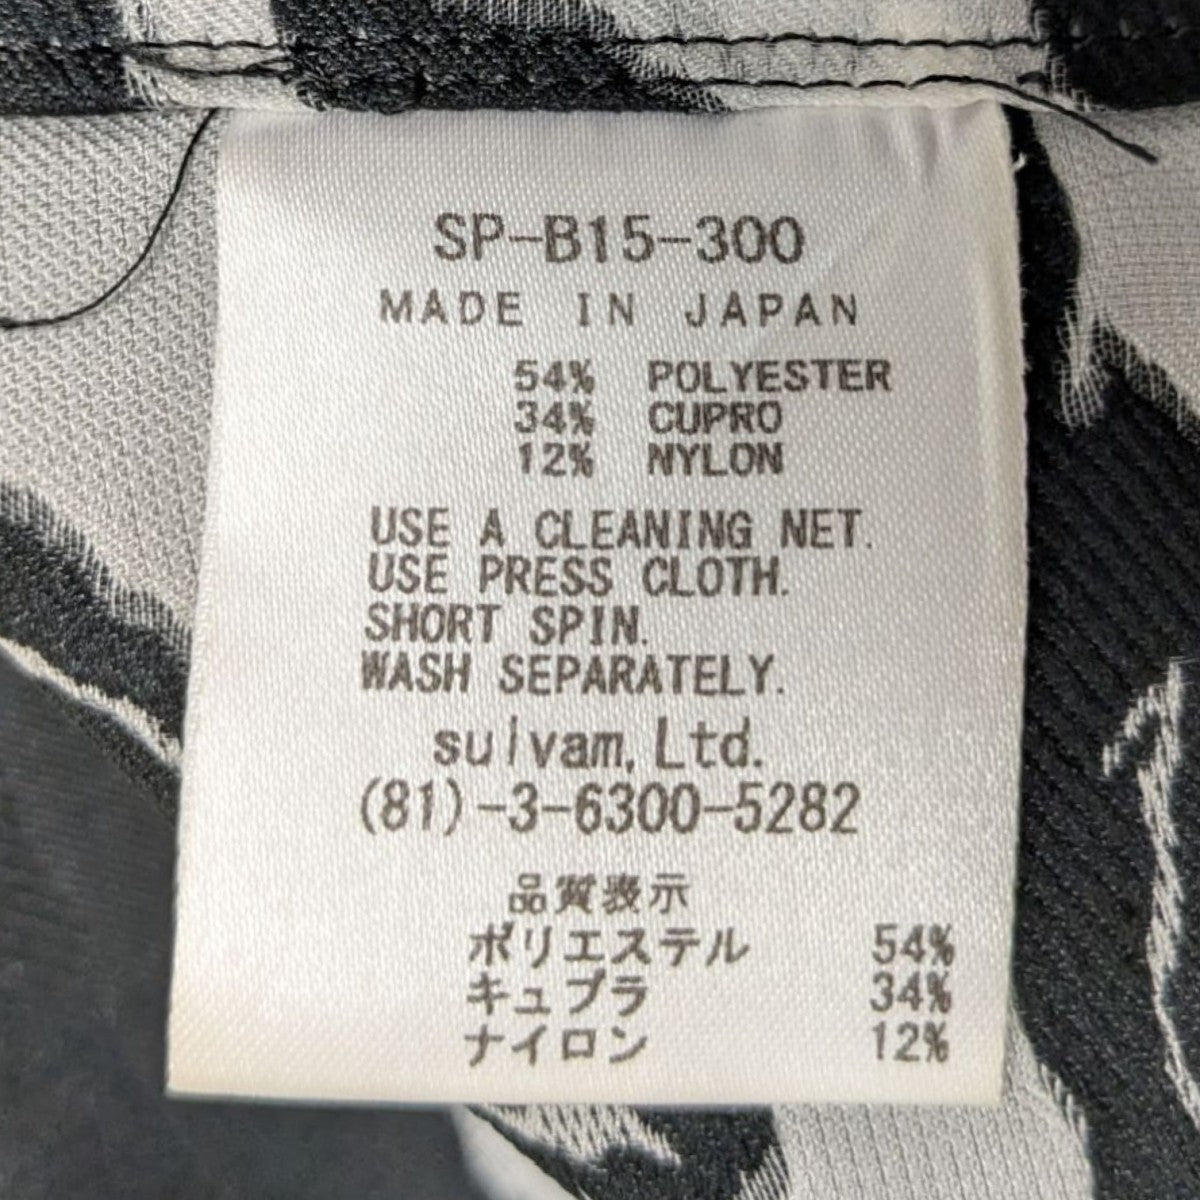 SP-B15-300
MADE IN JAPAN
54% POLYESTER
34% CUPRO
12% NYLON
USE A CLEANING NET.
USE PRESS CLOTH.
SHORT SPIN.
WASH SEPARATELY.
sulvam, Ltd.
(81)-3-6300-5282
品質表示
ポリエステル 54%
キュプラ 34%
ナイロン 12%